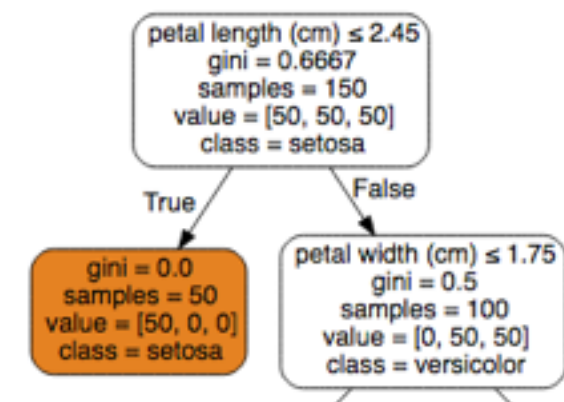 petal length (cm) ≤ 2.45
gini = 0.6667
samples = 150
value = [50, 50, 50]
class = setosa
True
False
gini = 0.0
samples = 50
value = [50, 0, 0]
class = setosa
petal width (cm) ≤ 1.75
gini = 0.5
samples = 100
value = [0, 50, 50]
class = versicolor